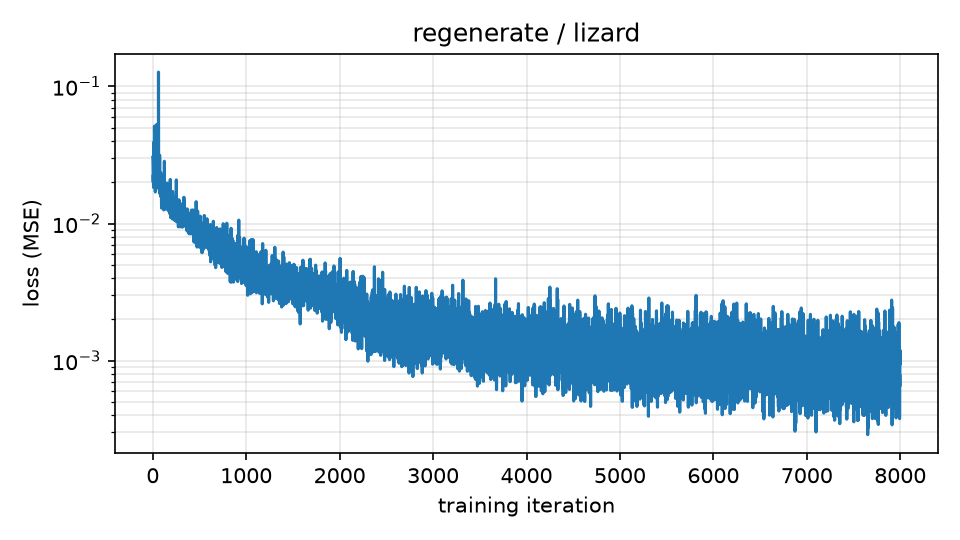 regenerate / lizard
loss (MSE)
10⁻¹
10⁻²
10⁻³
0 1000 2000 3000 4000 5000 6000 7000 8000
training iteration